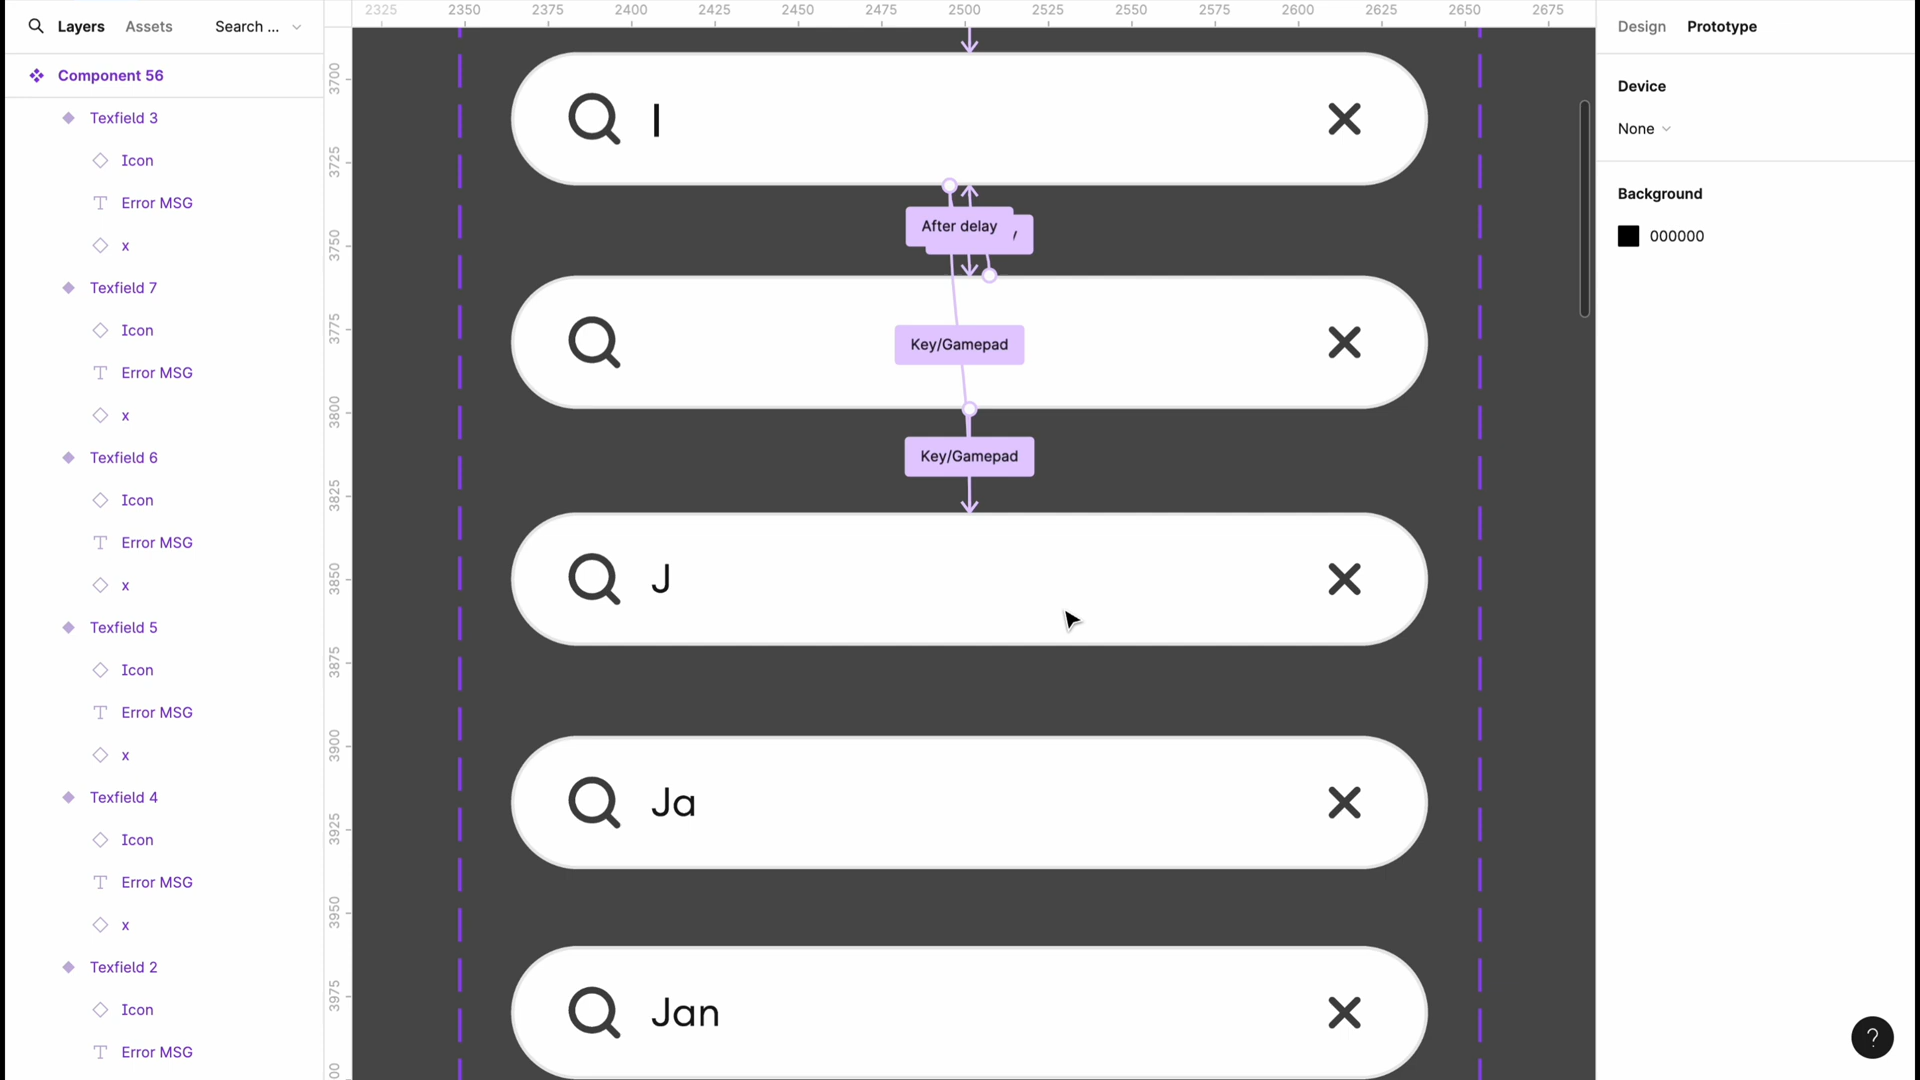 Layers Assets Search ...
Component 56
Texfield 3
Icon
Error MSG
x
Texfield 7
Icon
Error MSG
x
Texfield 6
Icon
Error MSG
x
Texfield 5
Icon
Error MSG
x
Texfield 4
Icon
Error MSG
x
Texfield 2
Icon
Error MSG
2325 2350 2375 2400 2425 2450 2475 2500 2525 2550 2575 2600 2625 2650 2675
3700
3725
3750
3775
3800
3825
3850
3875
3900
3925
3950
3975
After delay
Key/Gamepad
Key/Gamepad
J
Ja
Jan
Design Prototype
Device
None
Background
000000
?